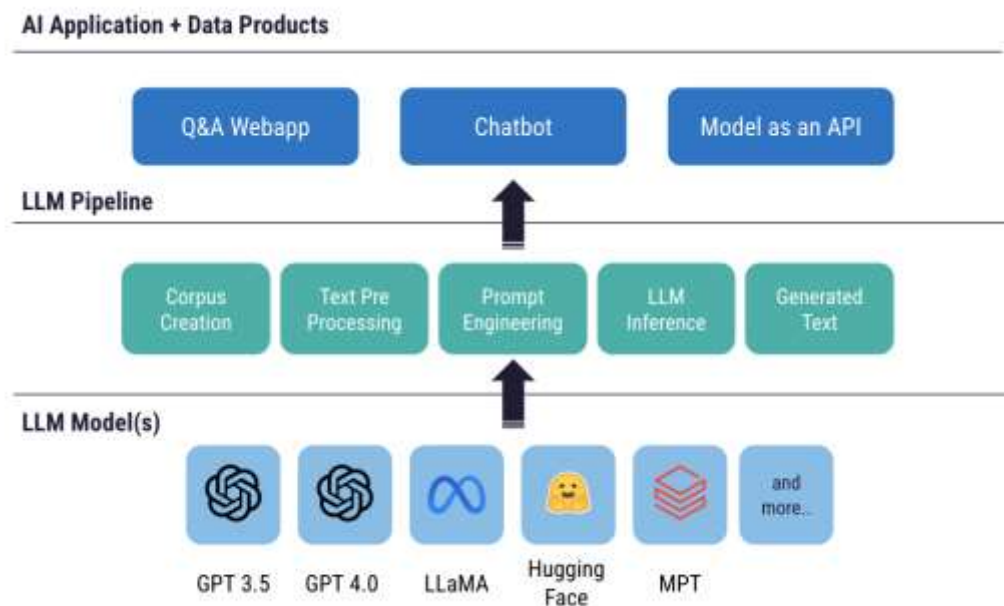 AI Application + Data Products
Q&A Webapp
Chatbot
Model as an API
LLM Pipeline
Corpus
Creation
Text Pre
Processing
Prompt
Engineering
LLM
Inference
Generated
Text
LLM Model(s)
and
more...
GPT 3.5
GPT 4.0
LLaMA
Hugging
Face
MPT